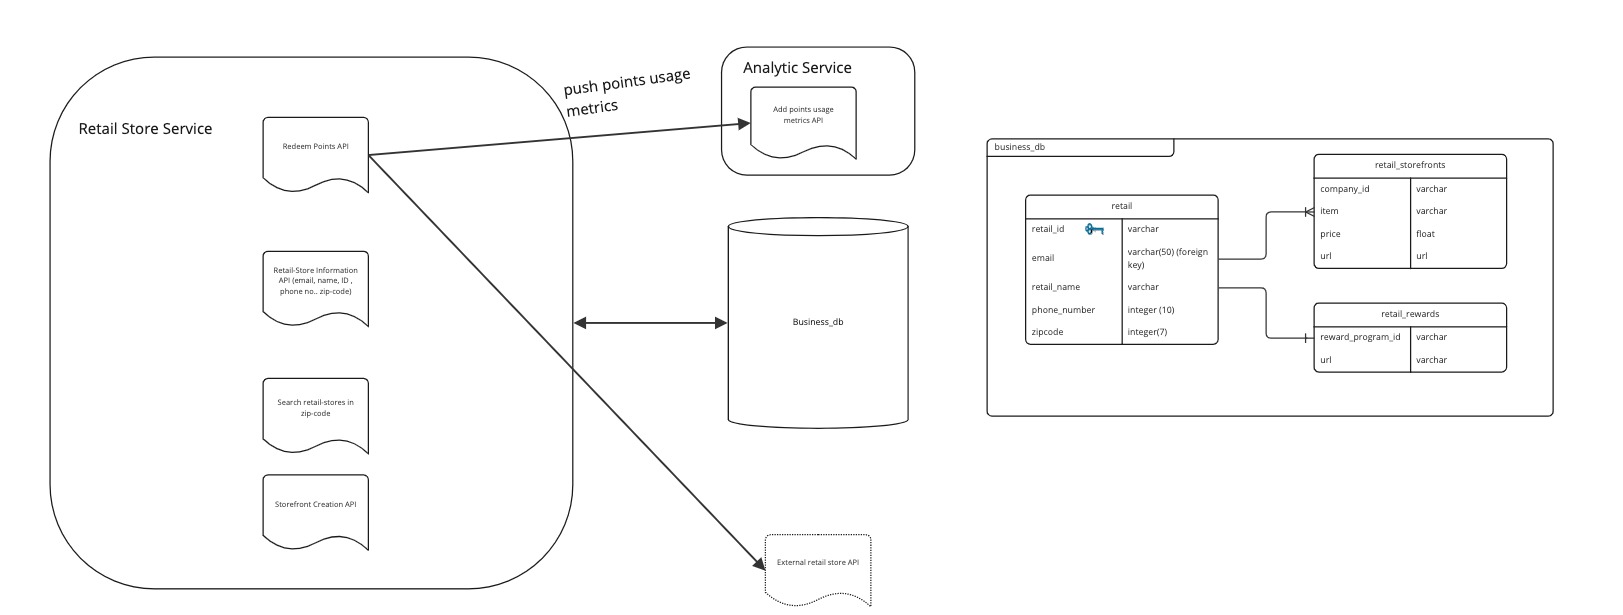 Retail Store Service
Redeem Points API
Retail-Store Information
API (email, name, ID ,
phone no.. zip-code)
Search retail-stores in
zip-code
Storefront Creation API
push points usage
metrics
Analytic Service
Add points usage
metrics API
Business_db
External retail store API
business_db
retail
retail_id varchar
email varchar(50) (foreign
key)
retail_name varchar
phone_number integer (10)
zipcode integer(7)
retail_storefronts
company_id varchar
item varchar
price float
url url
retail_rewards
reward_program_id varchar
url varchar